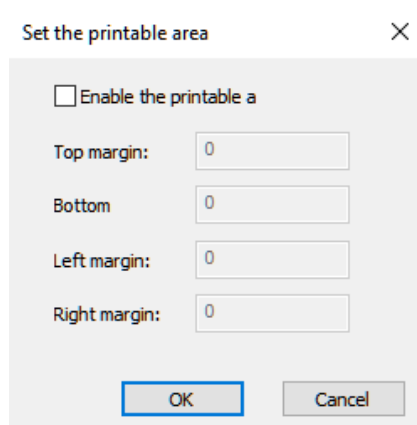 Set the printable area
Enable the printable a
Top margin: 0
Bottom 0
Left margin: 0
Right margin: 0
OK Cancel